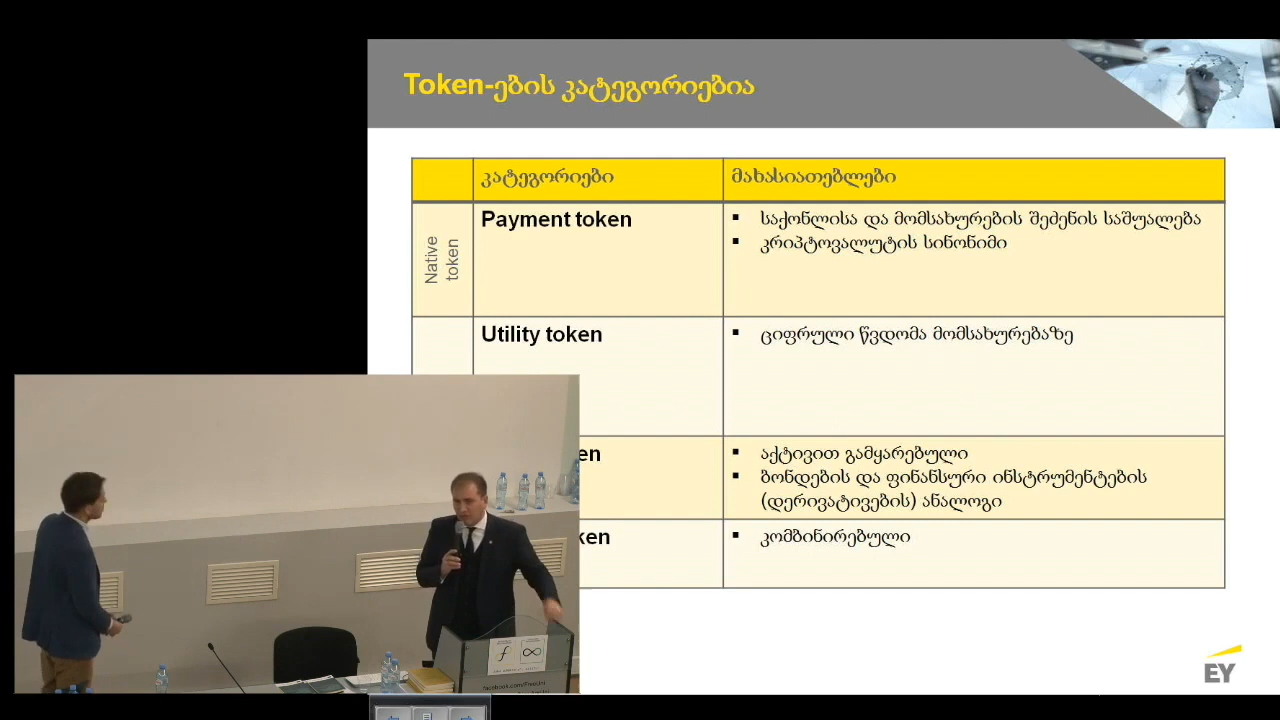 Token-ების კატეგორიებია
კატეგორიები
მახასიათებლები
Native
token
Payment token
▪ საქონლისა და მომსახურების შეძენის საშუალება
▪ კრიპტოვალუტის სინონიმი
Utility token
▪ ციფრული წვდომა მომსახურებაზე
en
▪ აქტივით გამყარებული
▪ ბონდების და ფინანსური ინსტრუმენტების
(დერივატივების) ანალოგი
ken
▪ კომბინირებული
EY